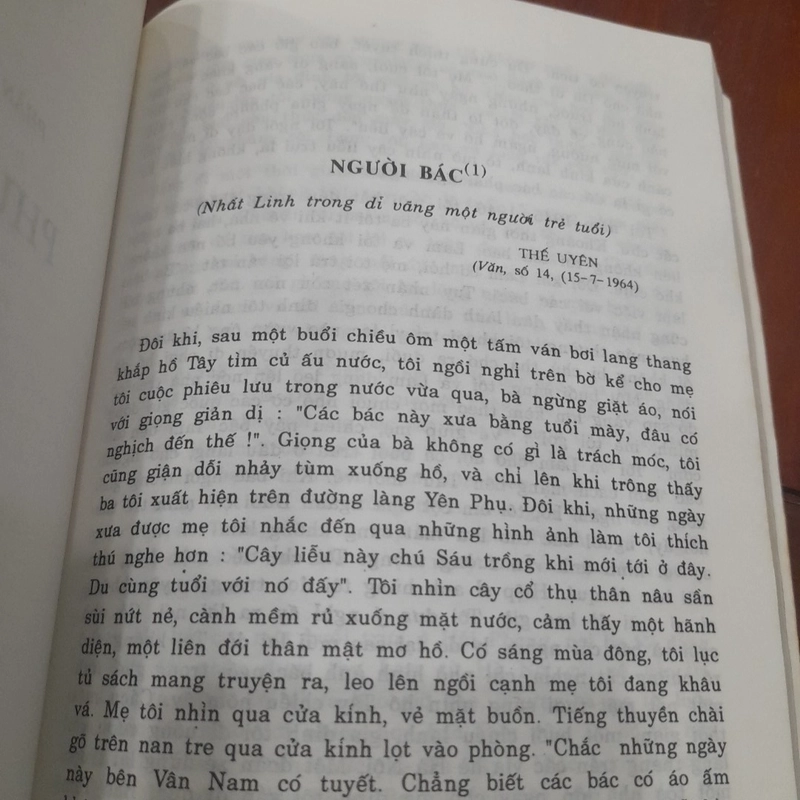 NGƯỜI BÁC(1)
(Nhất Linh trong dĩ vãng một người trẻ tuổi)
THẾ UYÊN
(Văn, số 14, (15-7-1964)
Đôi khi, sau một buổi chiều ôm một tấm ván bơi lang thang
khắp hồ Tây tìm củ ấu nước, tôi ngồi nghỉ trên bờ kể cho mẹ
tôi cuộc phiêu lưu trong nước vừa qua, bà ngừng giặt áo, nói
với giọng giản dị : "Các bác này xưa bằng tuổi mày, đâu có
nghịch đến thế !". Giọng của bà không có gì là trách móc, tôi
cũng giận dỗi nhảy tùm xuống hồ, và chỉ lên khi trông thấy
ba tôi xuất hiện trên đường làng Yên Phụ. Đôi khi, những ngày
xưa được mẹ tôi nhắc đến qua những hình ảnh làm tôi thích
thú nghe hơn : "Cây liễu này chú Sáu trồng khi mới tới ở đây.
Du cùng tuổi với nó đấy". Tôi nhìn cây cổ thụ thân nâu sần
sùi nứt nẻ, cành mềm rủ xuống mặt nước, cảm thấy một hãnh
diện, một liên đới thân mật mơ hồ. Có sáng mùa đông, tôi lục
tủ sách mang truyện ra, leo lên ngồi cạnh mẹ tôi đang khâu
vá. Mẹ tôi nhìn qua cửa kính, vẻ mặt buồn. Tiếng thuyền chài
gõ trên nan tre qua cửa kính lọt vào phòng. "Chắc những ngày
này bên Vân Nam có tuyết. Chẳng biết các bác có áo ấm